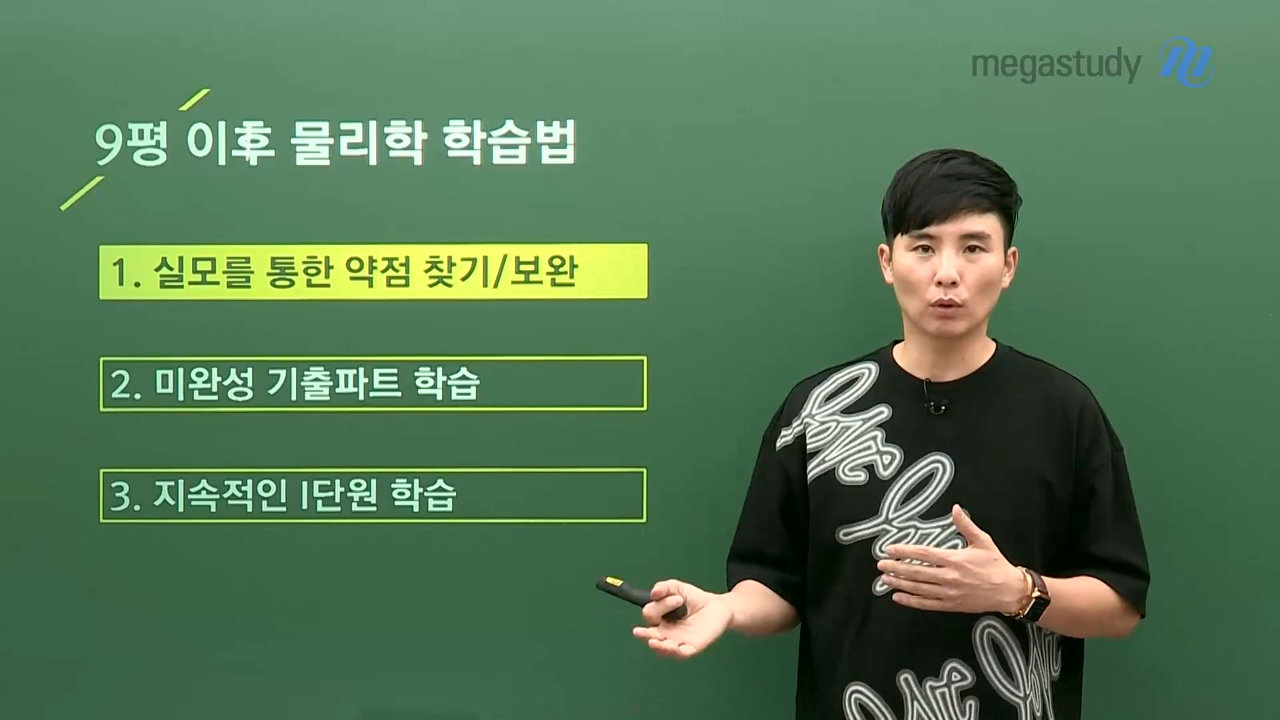 megastudy
9평 이후 물리학 학습법
1. 실모를 통한 약점 찾기/보완
2. 미완성 기출파트 학습
3. 지속적인 I단원 학습